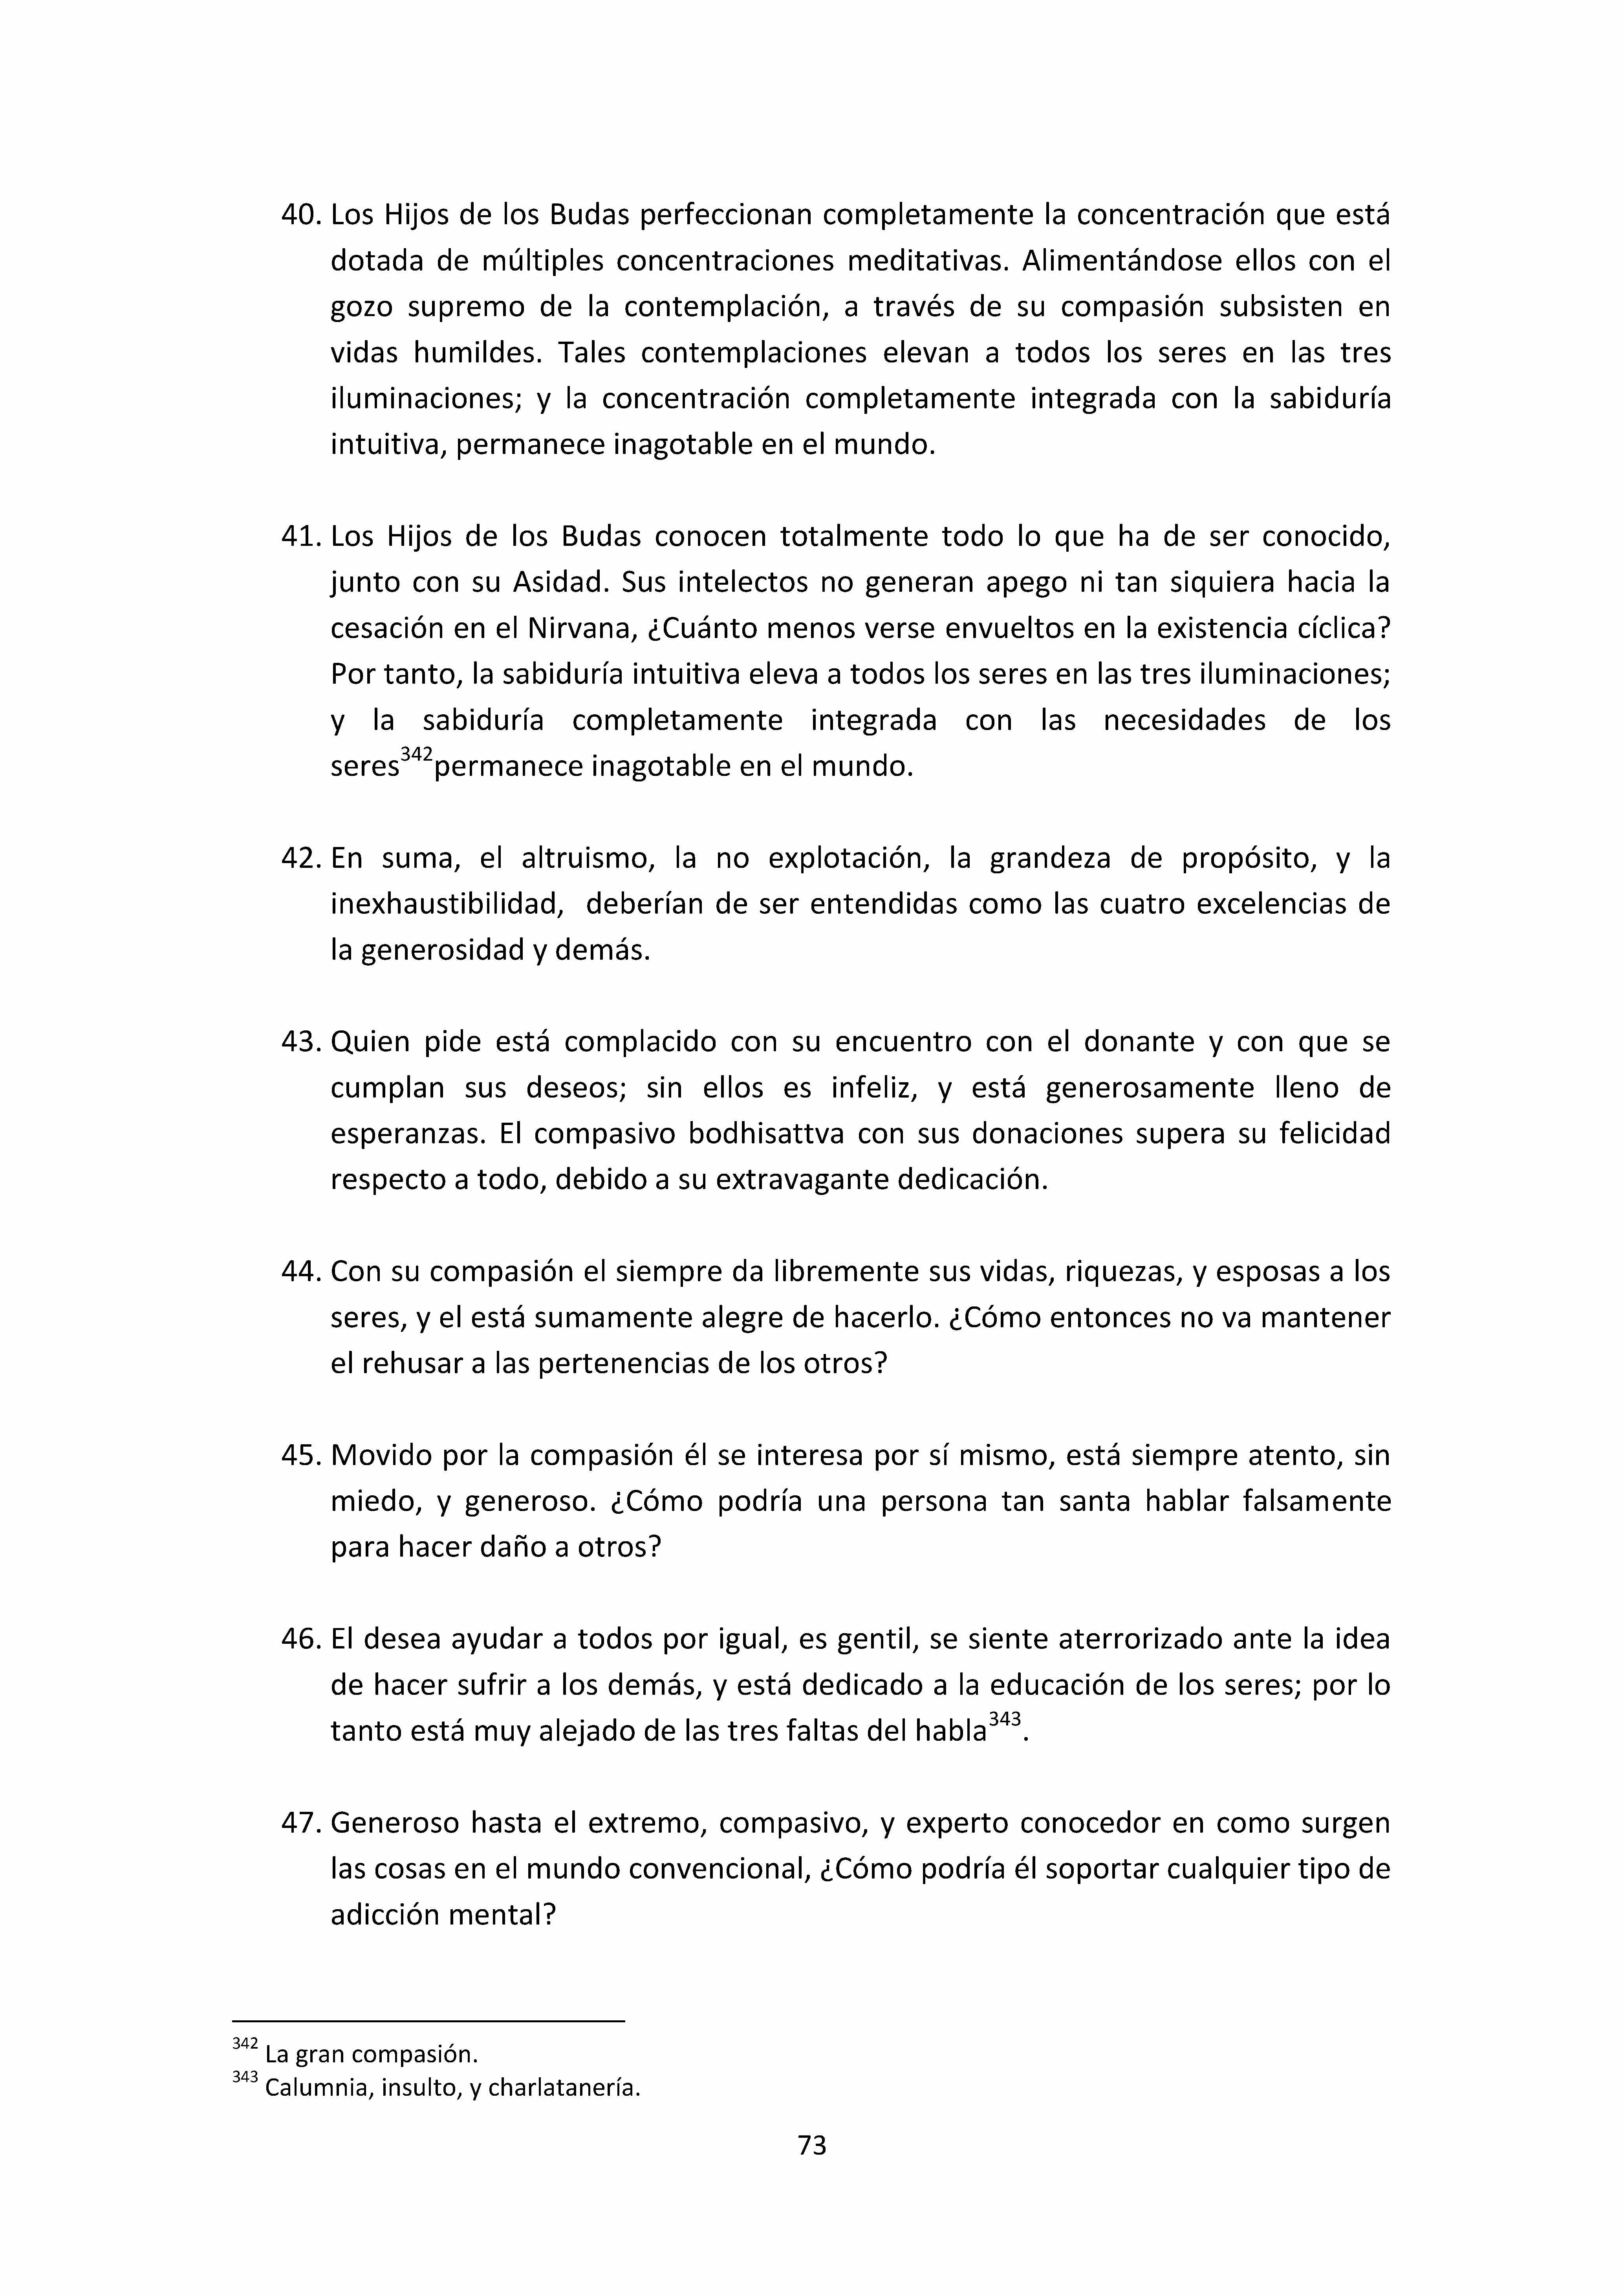 40. Los Hijos de los Budas perfeccionan completamente la concentración que está
dotada de múltiples concentraciones meditativas. Alimentándose ellos con el
gozo supremo de la contemplación, a través de su compasión subsisten en
vidas humildes. Tales contemplaciones elevan a todos los seres en las tres
iluminaciones; y la concentración completamente integrada con la sabiduría
intuitiva, permanece inagotable en el mundo.
41. Los Hijos de los Budas conocen totalmente todo lo que ha de ser conocido,
junto con su Asidad. Sus intelectos no generan apego ni tan siquiera hacia la
cesación en el Nirvana, ¿Cuánto menos verse envueltos en la existencia cíclica?
Por tanto, la sabiduría intuitiva eleva a todos los seres en las tres iluminaciones;
y la sabiduría completamente integrada con las necesidades de los
seres342permanece inagotable en el mundo.
42. En suma, el altruismo, la no explotación, la grandeza de propósito, y la
inexhaustibilidad, deberían de ser entendidas como las cuatro excelencias de
la generosidad y demás.
43. Quien pide está complacido con su encuentro con el donante y con que se
cumplan sus deseos; sin ellos es infeliz, y está generosamente lleno de
esperanzas. El compasivo bodhisattva con sus donaciones supera su felicidad
respecto a todo, debido a su extravagante dedicación.
44. Con su compasión el siempre da libremente sus vidas, riquezas, y esposas a los
seres, y el está sumamente alegre de hacerlo. ¿Cómo entonces no va mantener
el rehusar a las pertenencias de los otros?
45. Movido por la compasión él se interesa por sí mismo, está siempre atento, sin
miedo, y generoso. ¿Cómo podría una persona tan santa hablar falsamente
para hacer daño a otros?
46. El desea ayudar a todos por igual, es gentil, se siente aterrorizado ante la idea
de hacer sufrir a los demás, y está dedicado a la educación de los seres; por lo
tanto está muy alejado de las tres faltas del habla343.
47. Generoso hasta el extremo, compasivo, y experto conocedor en como surgen
las cosas en el mundo convencional, ¿Cómo podría él soportar cualquier tipo de
adicción mental?
342 La gran compasión.
343 Calumnia, insulto, y charlatanería.
73